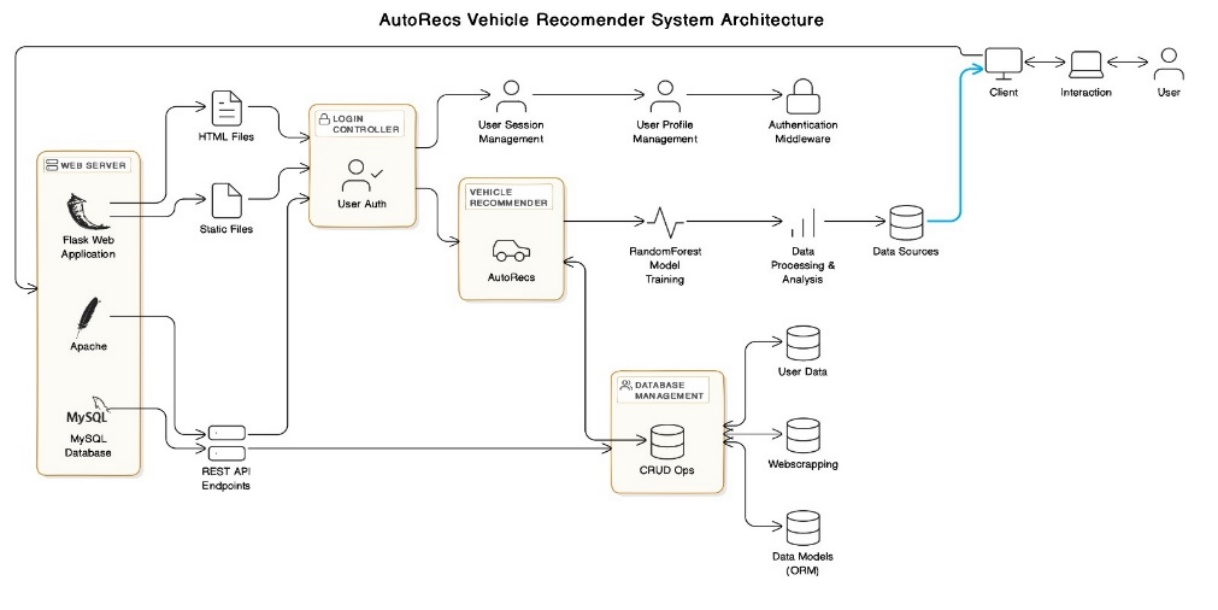 AutoRecs Vehicle Recomender System Architecture
Client
Interaction
User
HTML Files
LOGIN
CONTROLLER
User Auth
User Session
Management
User Profile
Management
Authentication
Middleware
WEB SERVER
Flask Web
Application
Static Files
VEHICLE
RECOMMENDER
AutoRecs
RandomForest
Model
Training
Data
Processing &
Analysis
Data Sources
Apache
MySQL
MySQL
Database
REST API
Endpoints
DATABASE
MANAGEMENT
CRUD Ops
User Data
Webscrapping
Data Models
(ORM)